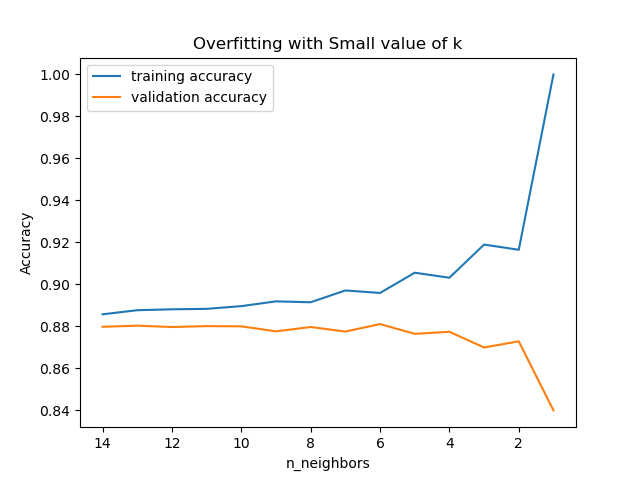 Overfitting with Small value of k
training accuracy
validation accuracy
Accuracy
1.00
0.98
0.96
0.94
0.92
0.90
0.88
0.86
0.84
14 12 10 8 6 4 2
n_neighbors